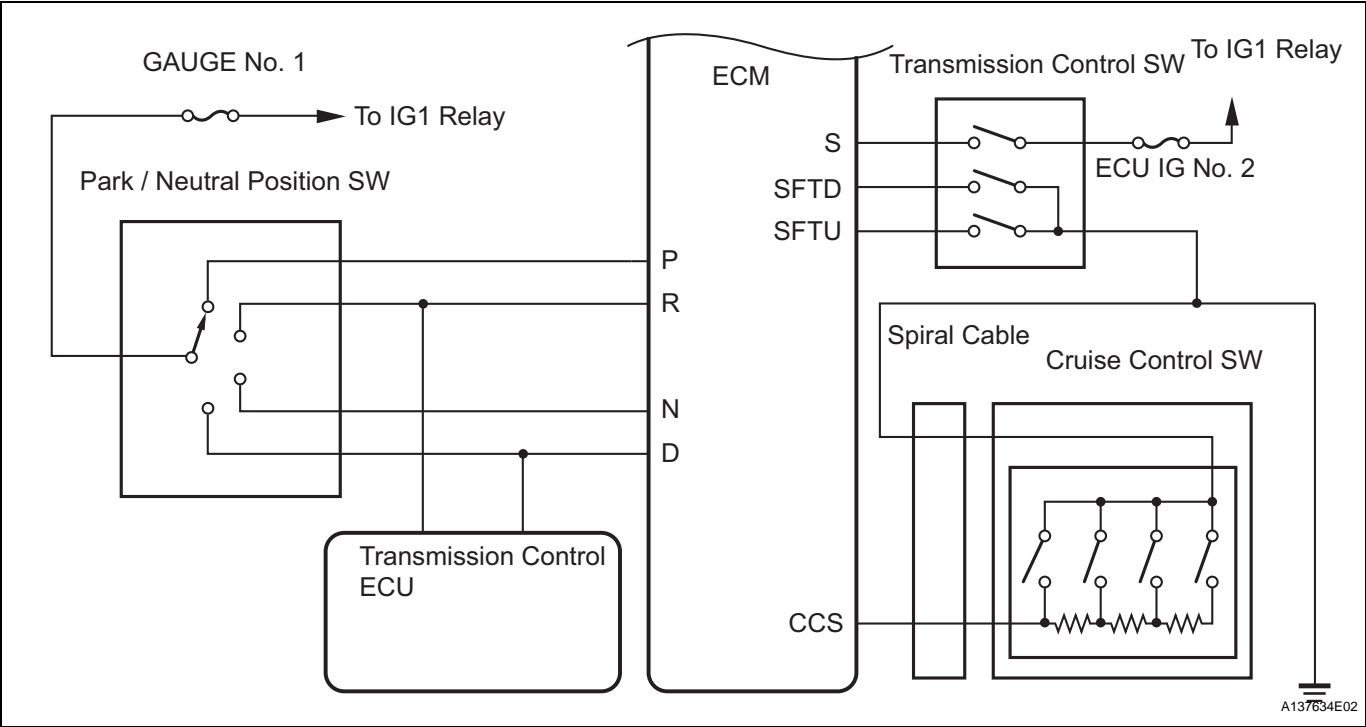 GAUGE No. 1
To IG1 Relay
Park / Neutral Position SW
ECM
Transmission Control SW
To IG1 Relay
S
SFTD
SFTU
ECU IG No. 2
P
R
N
D
Spiral Cable
Cruise Control SW
Transmission Control
ECU
CCS
A137634E02